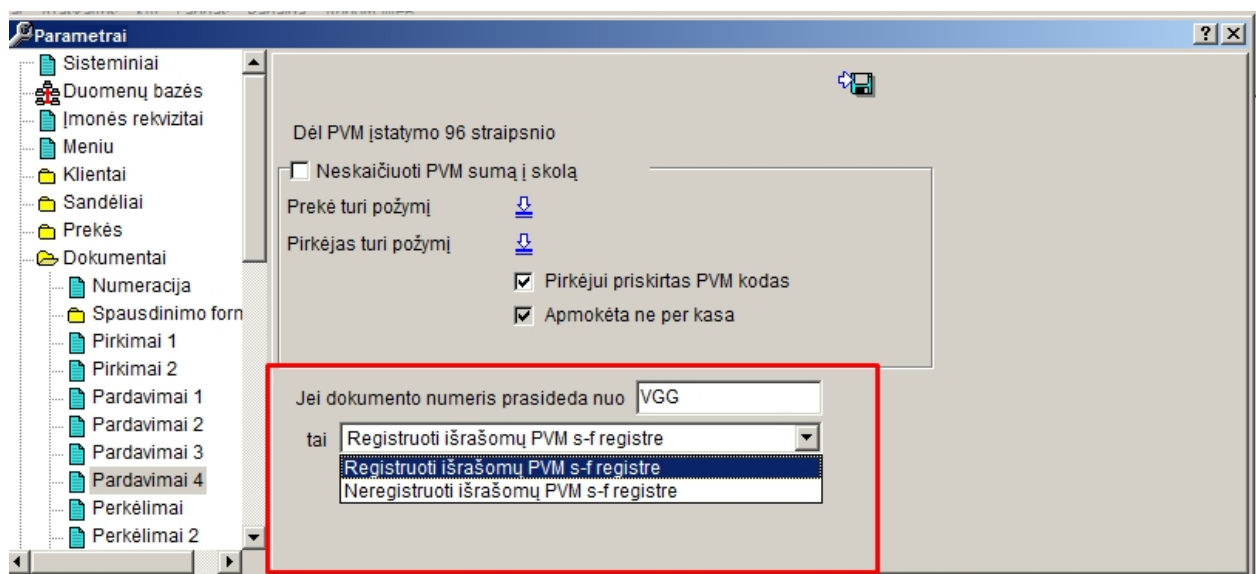 Parametrai
Sisteminiai
Duomenų bazės
Įmonės rekvizitai
Meniu
Klientai
Sandėliai
Prekės
Dokumentai
Numeracija
Spausdinimo forn
Pirkimai 1
Pirkimai 2
Pardavimai 1
Pardavimai 2
Pardavimai 3
Pardavimai 4
Perkėlimai
Perkėlimai 2
Dėl PVM įstatymo 96 straipsnio
Neskaičiuoti PVM sumą į skolą
Prekė turi požymį
Pirkėjas turi požymį
Pirkėjui priskirtas PVM kodas
Apmokėta ne per kasa
Jei dokumento numeris prasideda nuo VGG
tai Registruoti išrašomų PVM s-f registre
Registruoti išrašomų PVM s-f registre
Neregistruoti išrašomų PVM s-f registre